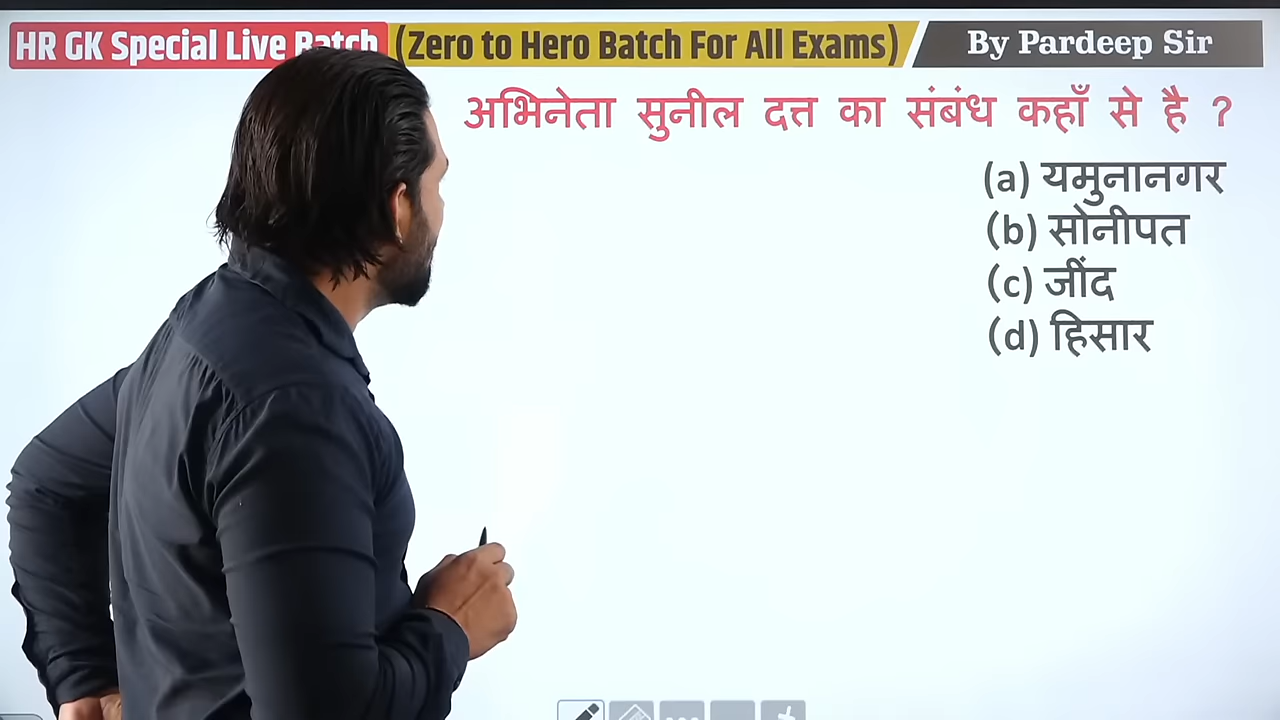 HR GK Special Live Batch (Zero to Hero Batch For All Exams) By Pardeep Sir
अभिनेता सुनील दत्त का संबंध कहाँ से है ?
(a) यमुनानगर
(b) सोनीपत
(c) जींद
(d) हिसार